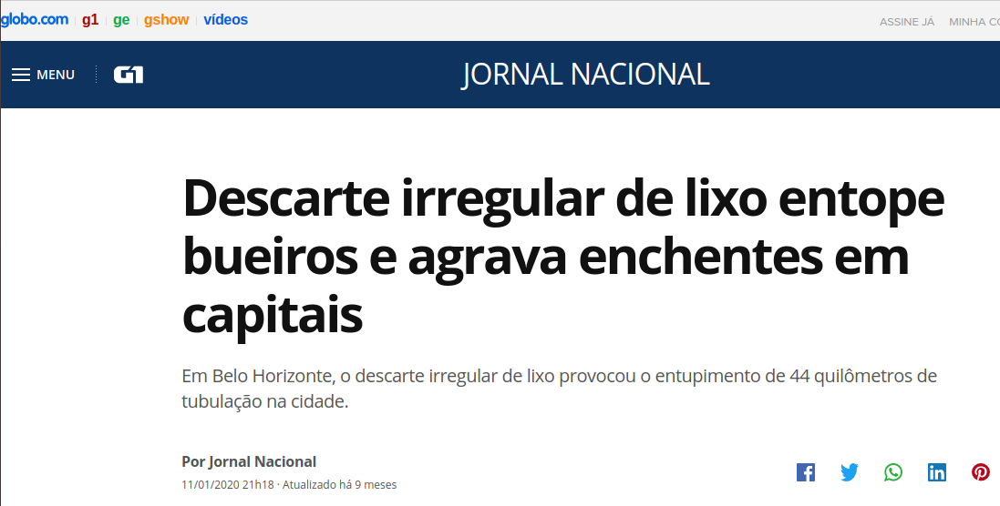 globo.com g1 ge gshow vídeos ASSINE JÁ MINHA
MENU G1 JORNAL NACIONAL
Descarte irregular de lixo entope
bueiros e agrava enchentes em
capitais
Em Belo Horizonte, o descarte irregular de lixo provocou o entupimento de 44 quilômetros de
tubulação na cidade.
Por Jornal Nacional
11/01/2020 21h18 · Atualizado há 9 meses